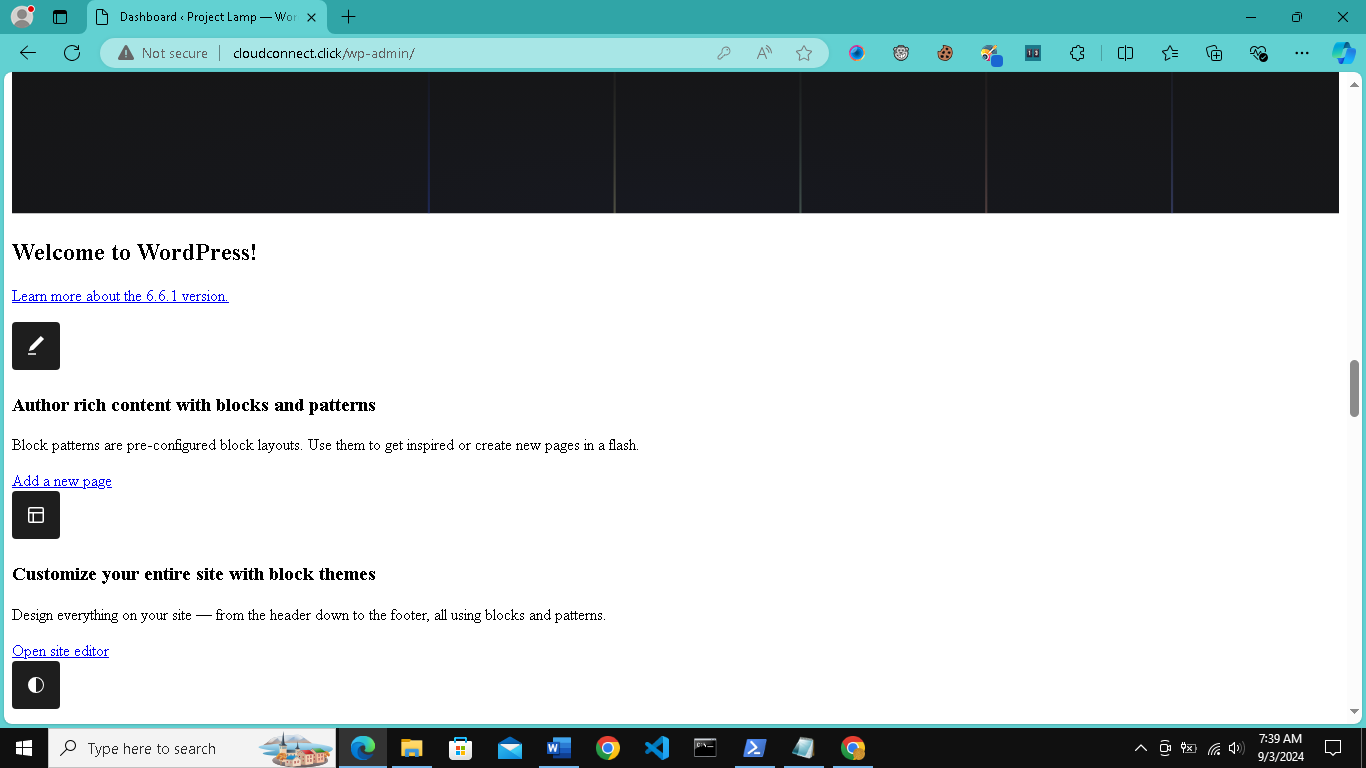 Dashboard ‹ Project Lamp — Wor
Not secure
cloudconnect.click/wp-admin/
Welcome to WordPress!
Learn more about the 6.6.1 version.
Author rich content with blocks and patterns
Block patterns are pre-configured block layouts. Use them to get inspired or create new pages in a flash.
Add a new page
Customize your entire site with block themes
Design everything on your site — from the header down to the footer, all using blocks and patterns.
Open site editor
Type here to search
7:39 AM
9/3/2024